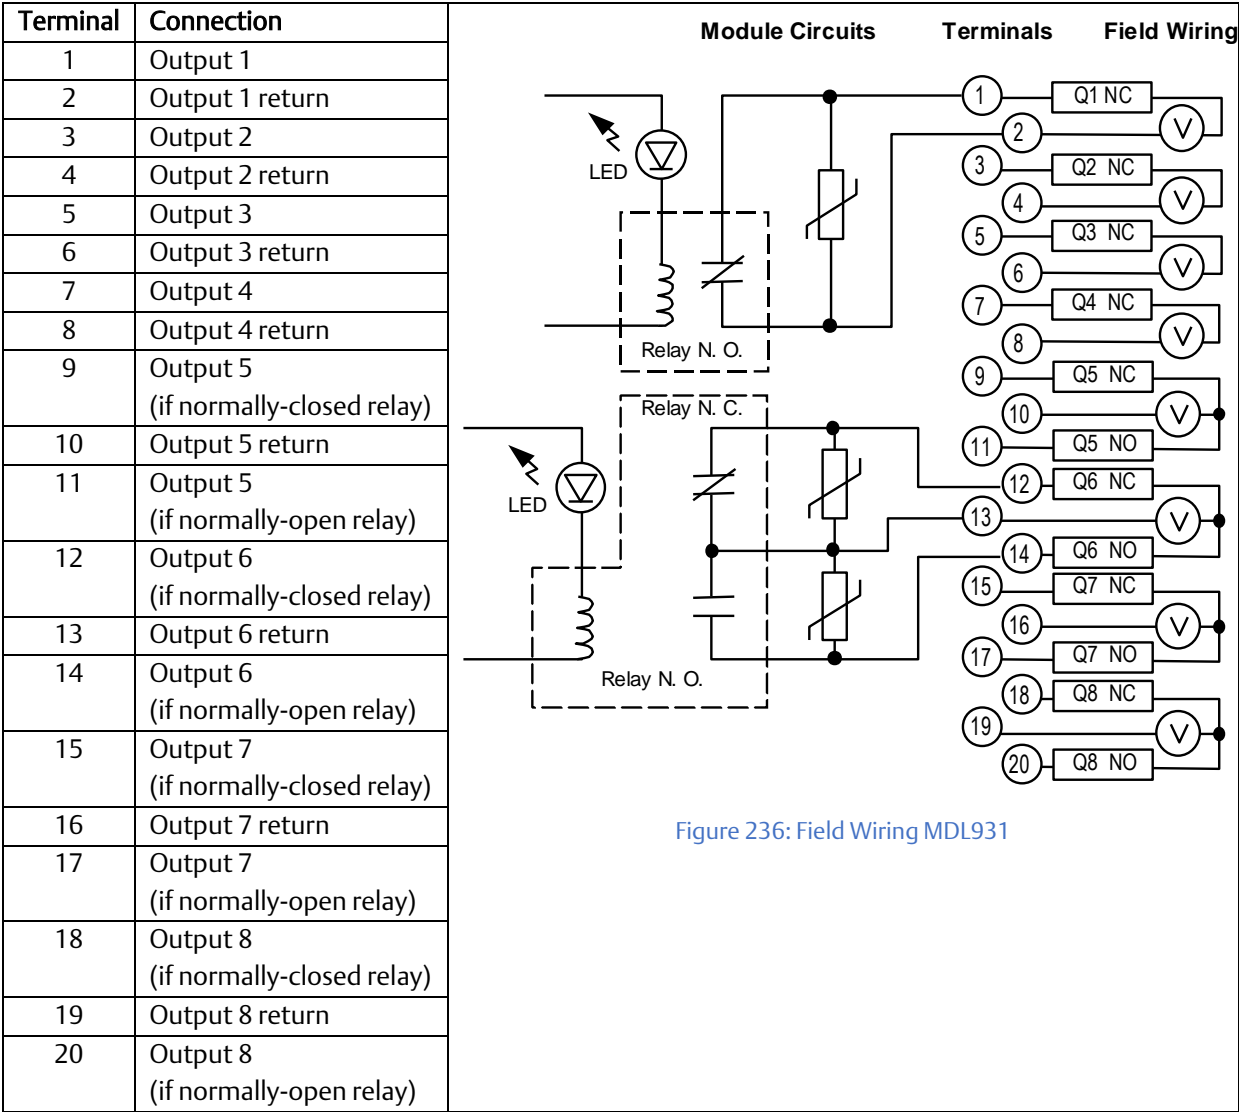 Terminal Connection
1 Output 1
2 Output 1 return
3 Output 2
4 Output 2 return
5 Output 3
6 Output 3 return
7 Output 4
8 Output 4 return
9 Output 5
(if normally-closed relay)
10 Output 5 return
11 Output 5
(if normally-open relay)
12 Output 6
(if normally-closed relay)
13 Output 6 return
14 Output 6
(if normally-open relay)
15 Output 7
(if normally-closed relay)
16 Output 7 return
17 Output 7
(if normally-open relay)
18 Output 8
(if normally-closed relay)
19 Output 8 return
20 Output 8
(if normally-open relay)
Module Circuits Terminals Field Wiring
LED
Relay N. O.
Relay N. C.
LED
Relay N. O.
1 Q1 NC
2 V
3 Q2 NC
4 V
5 Q3 NC
6 V
7 Q4 NC
8 V
9 Q5 NC
10 V
11 Q5 NO
12 Q6 NC
13 V
14 Q6 NO
15 Q7 NC
16 V
17 Q7 NO
18 Q8 NC
19 V
20 Q8 NO
Figure 236: Field Wiring MDL931